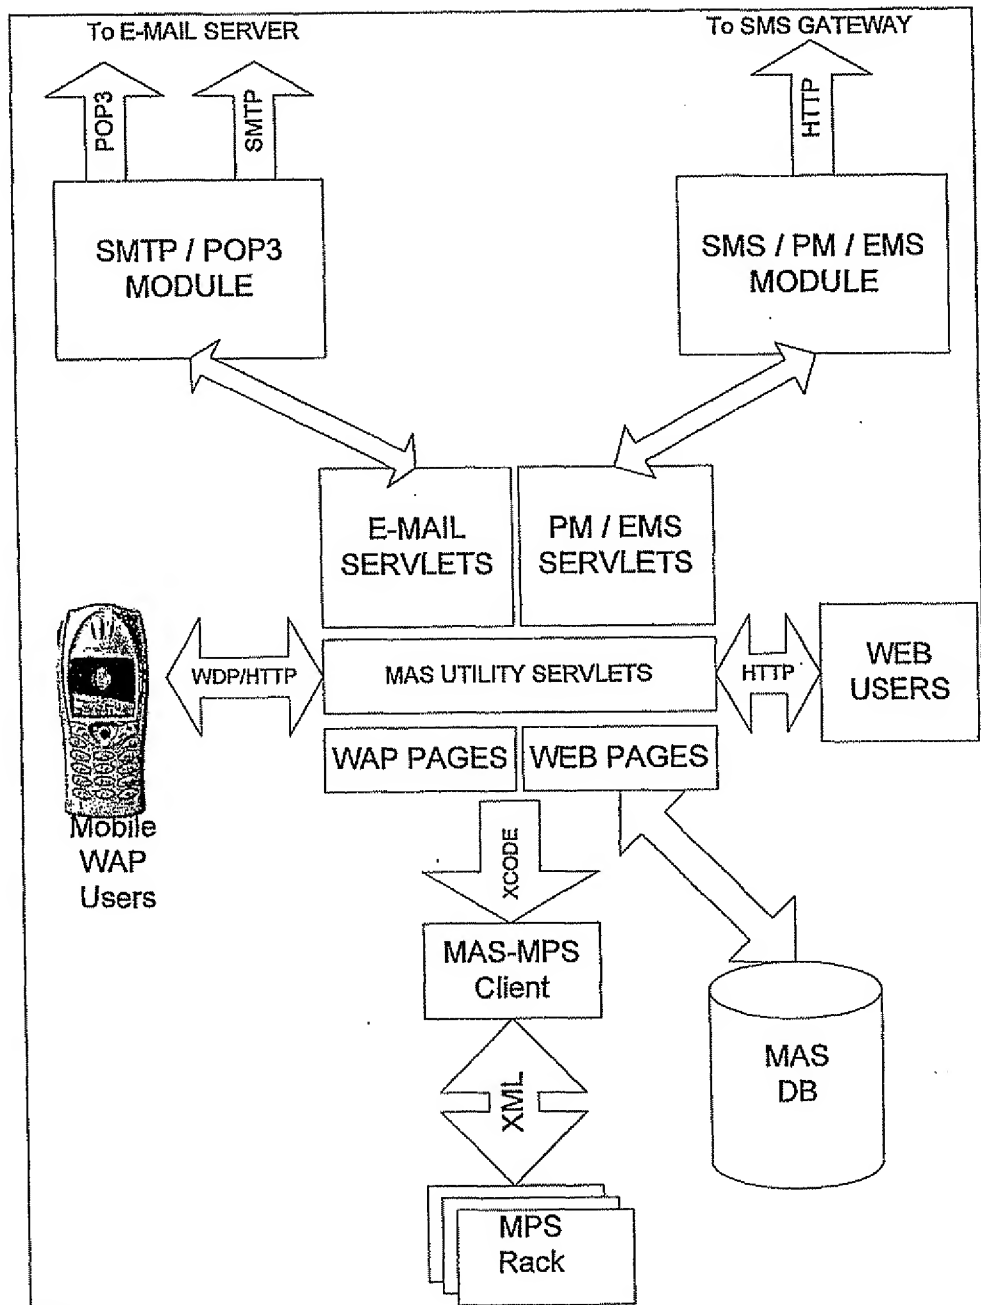 To E-MAIL SERVER
To SMS GATEWAY
POP3
SMTP
HTTP
SMTP / POP3
MODULE
SMS / PM / EMS
MODULE
E-MAIL
SERVLETS
PM / EMS
SERVLETS
WDP/HTTP
MAS UTILITY SERVLETS
HTTP
WEB
USERS
WAP PAGES
WEB PAGES
Mobile
WAP
Users
XCODE
MAS-MPS
Client
MAS
DB
XML
MPS
Rack